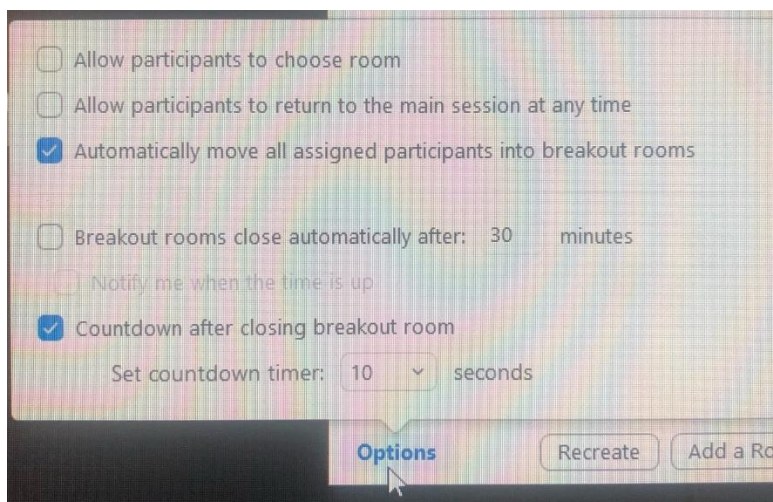 Allow participants to choose room
Allow participants to return to the main session at any time
Automatically move all assigned participants into breakout rooms
Breakout rooms close automatically after: 30 minutes
Notify me when the time is up
Countdown after closing breakout room
Set countdown timer: 10 seconds
Options Recreate Add a